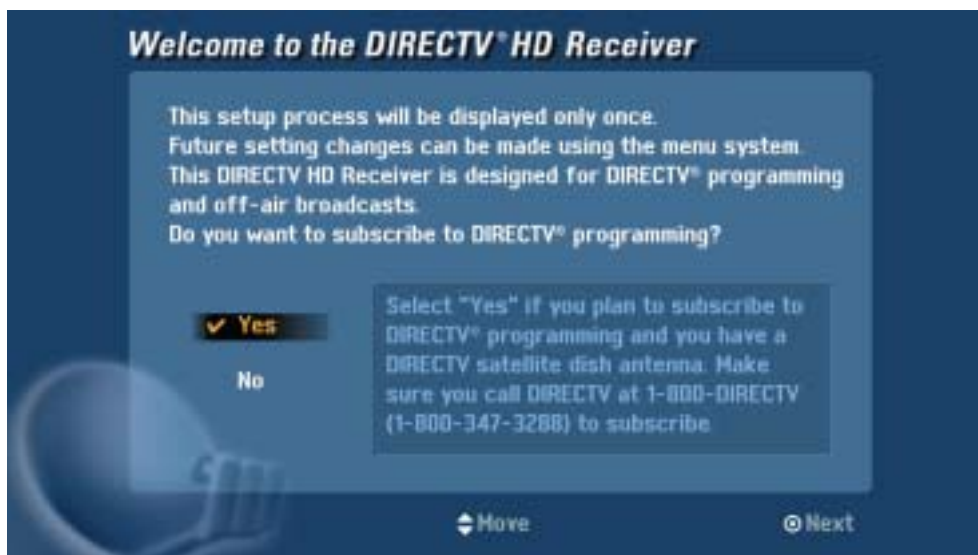 Welcome to the DIRECTV® HD Receiver
This setup process will be displayed only once.
Future setting changes can be made using the menu system.
This DIRECTV HD Receiver is designed for DIRECTV® programming
and off-air broadcasts.
Do you want to subscribe to DIRECTV® programming?
✔ Yes
No
Select "Yes" if you plan to subscribe to
DIRECTV® programming and you have a
DIRECTV satellite dish antenna. Make
sure you call DIRECTV at 1-800-DIRECTV
(1-800-347-3288) to subscribe
Move
Next